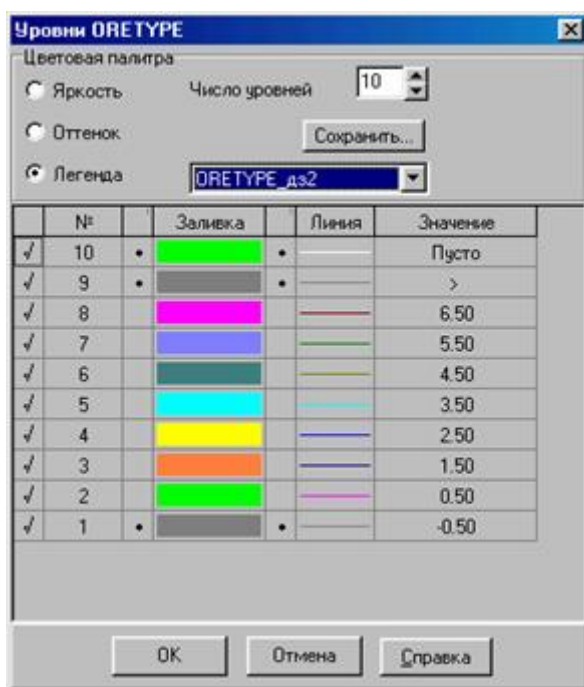 Уровни ORETYPE
Цветовая палитра
Яркость Число уровней 10
Оттенок Сохранить...
Легенда ORETYPE_дз2
№ Заливка Линия Значение
√ 10 Пусто
√ 9 >
√ 8 6.50
√ 7 5.50
√ 6 4.50
√ 5 3.50
√ 4 2.50
√ 3 1.50
√ 2 0.50
√ 1 -0.50
OK Отмена Справка